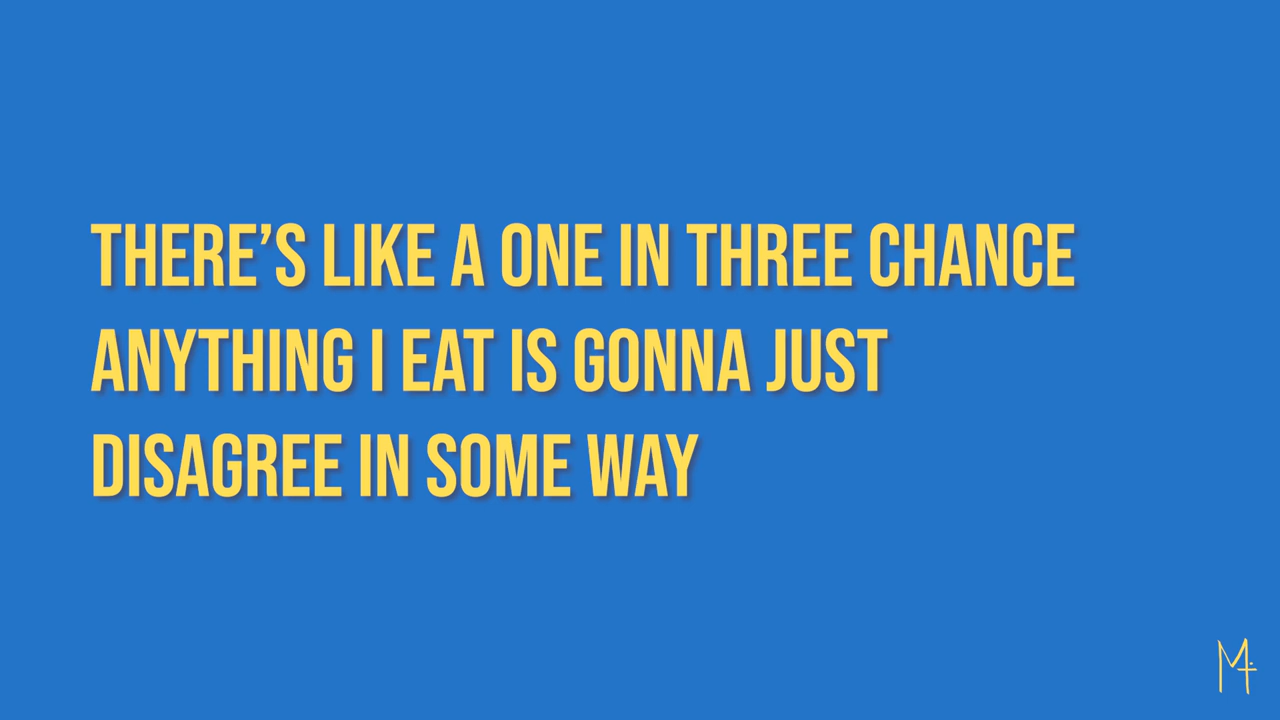 THERE’S LIKE A ONE IN THREE CHANCE
ANYTHING I EAT IS GONNA JUST
DISAGREE IN SOME WAY